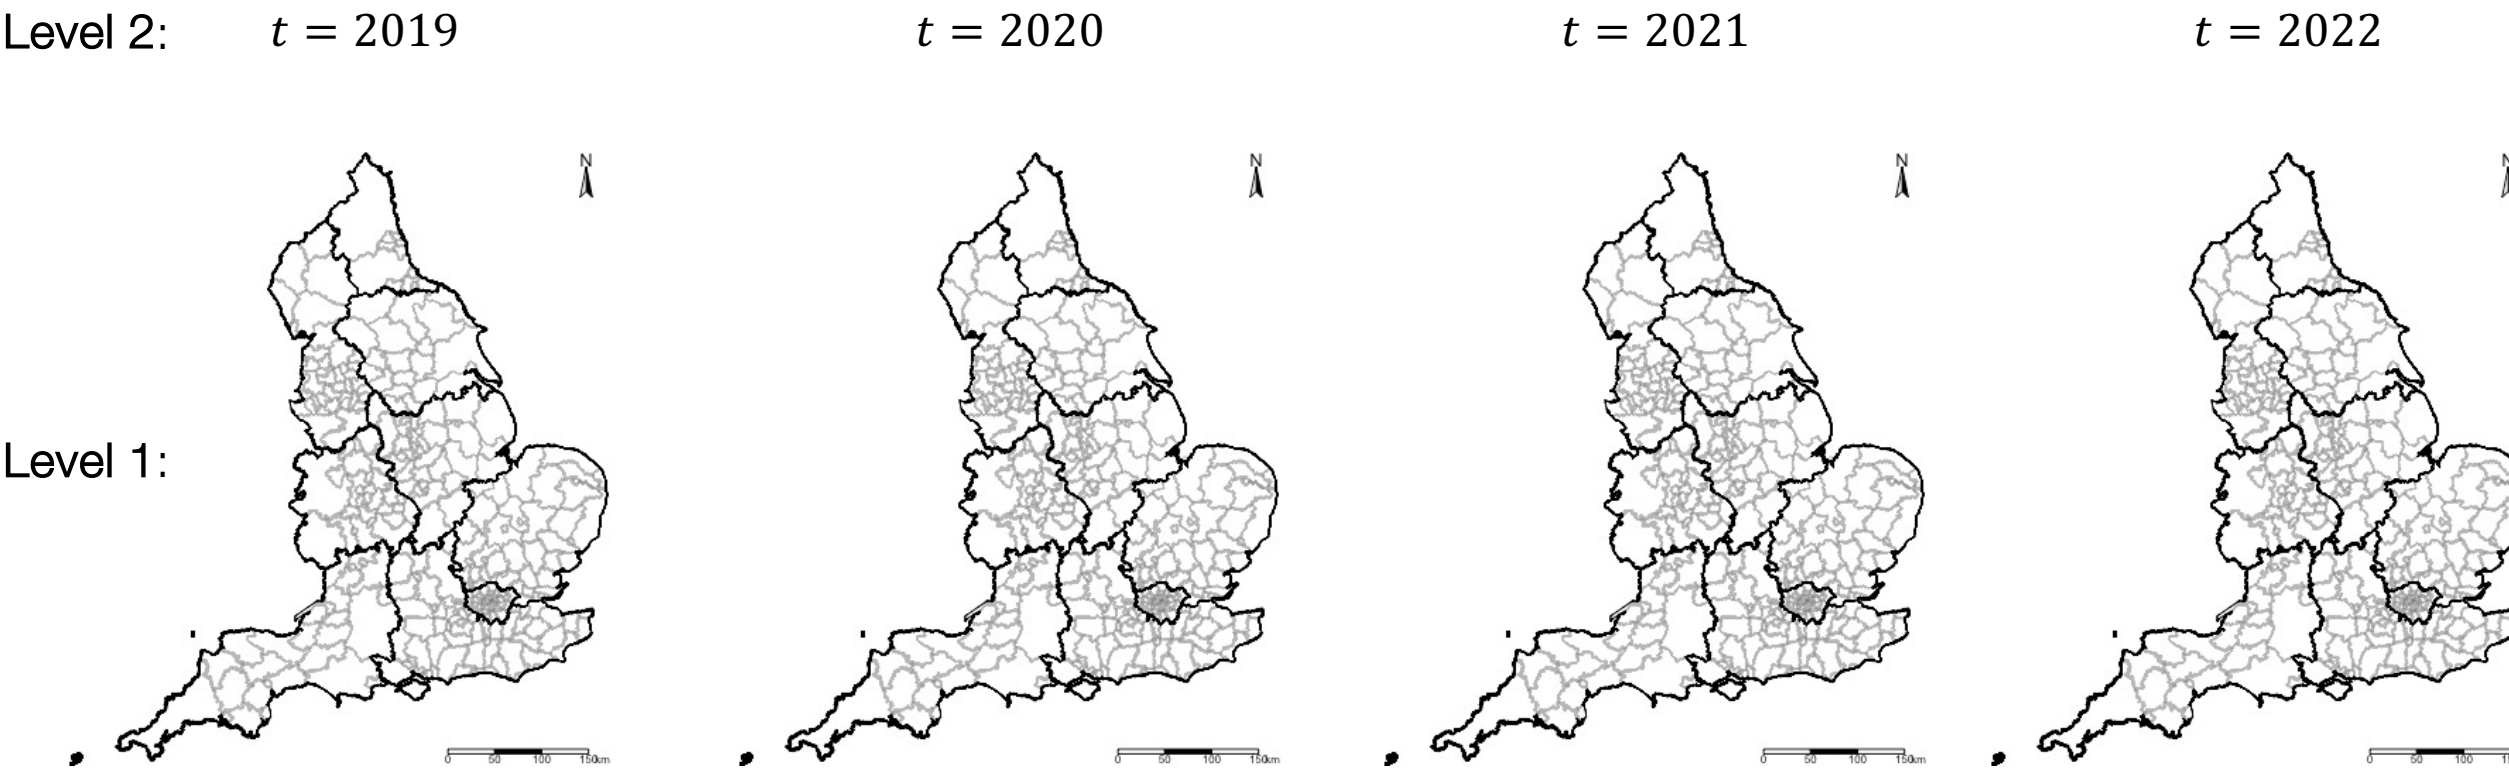 Level 2: t = 2019 t = 2020 t = 2021 t = 2022
N N N N
Level 1:
0 50 100 150km 0 50 100 150km 0 50 100 150km 0 50 100